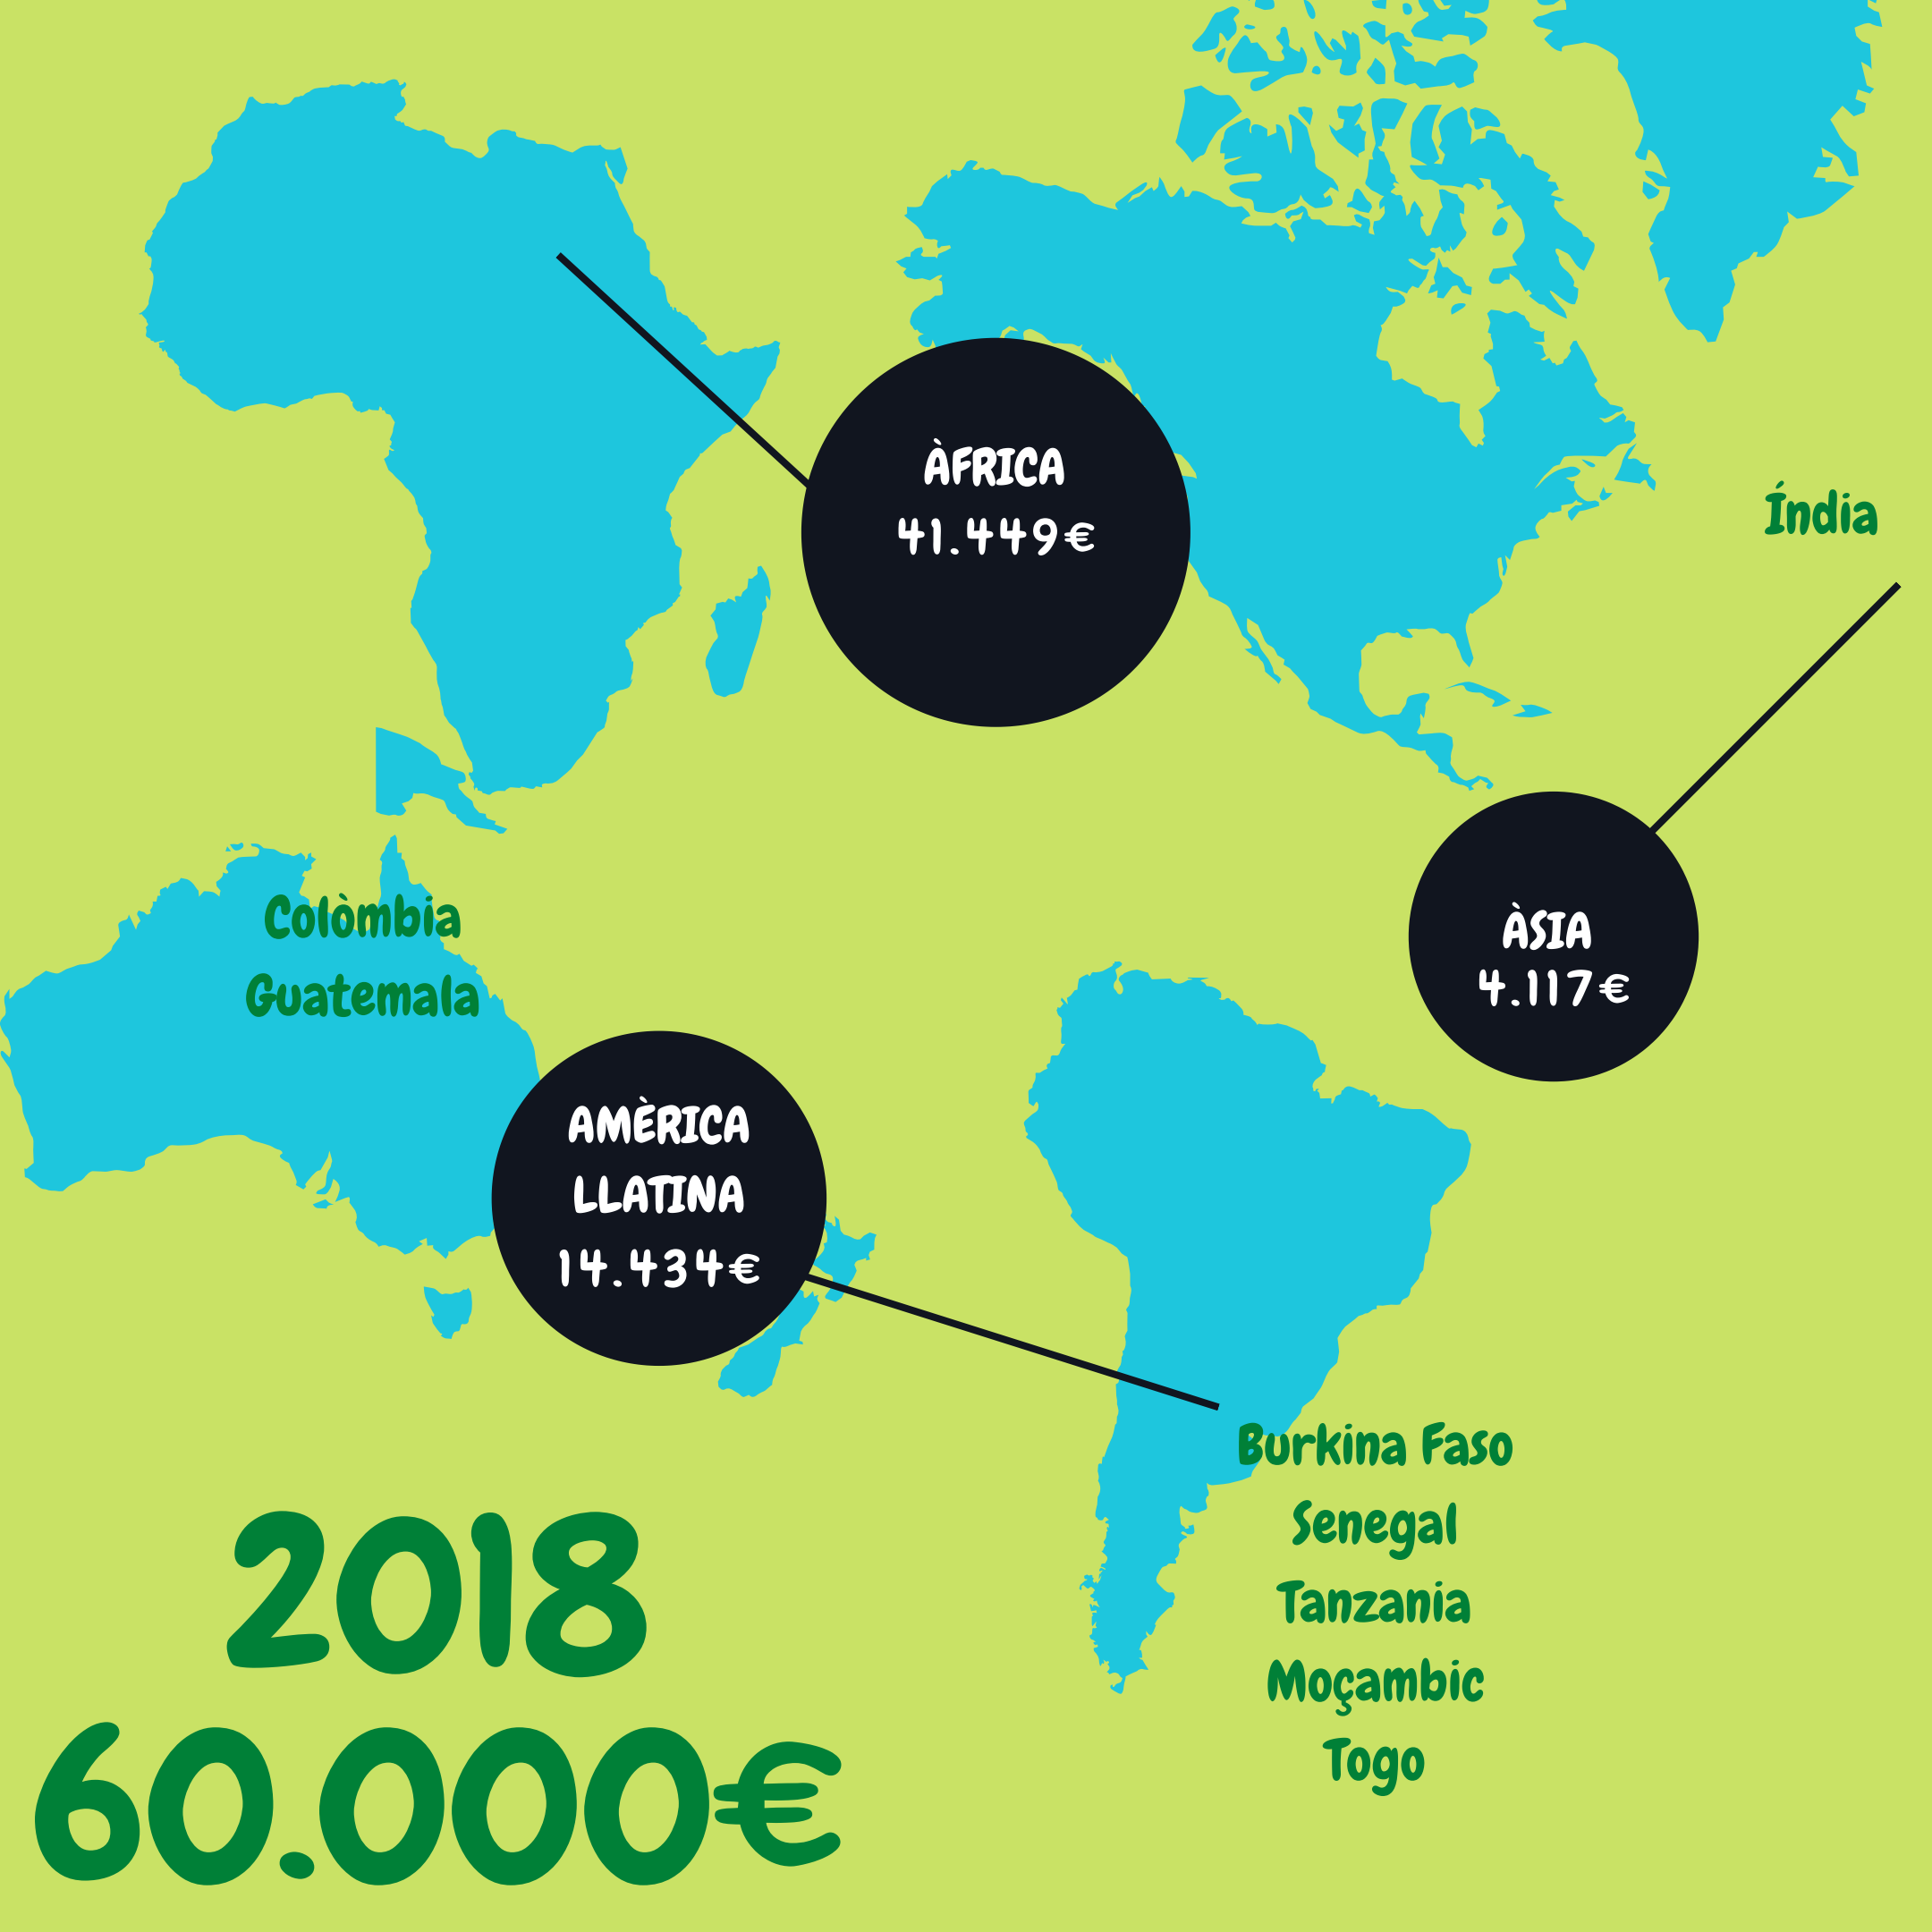 ÀFRICA
41.449€
Índia
Colòmbia
Guatemala
ÀSIA
4.117€
AMÈRICA
LLATINA
14.434€
Burkina Faso
Senegal
Tanzania
Moçambic
Togo
2018
60.000€